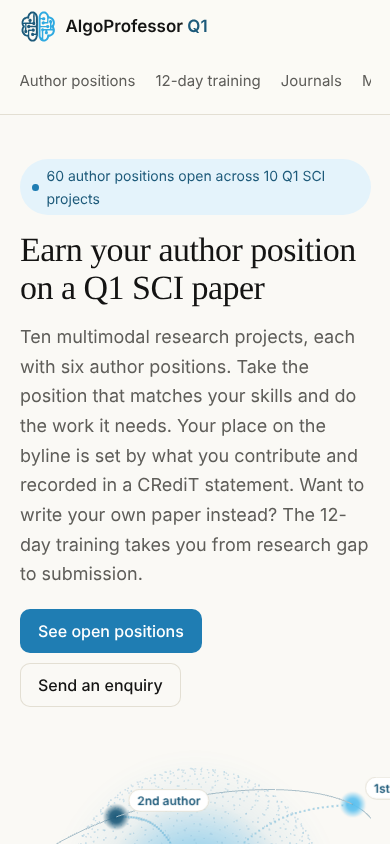 AlgoProfessor Q1
Author positions 12-day training Journals
60 author positions open across 10 Q1 SCI
projects
Earn your author position
on a Q1 SCI paper
Ten multimodal research projects, each
with six author positions. Take the
position that matches your skills and do
the work it needs. Your place on the
byline is set by what you contribute and
recorded in a CRediT statement. Want to
write your own paper instead? The 12-
day training takes you from research gap
to submission.
See open positions
Send an enquiry
1st
2nd author